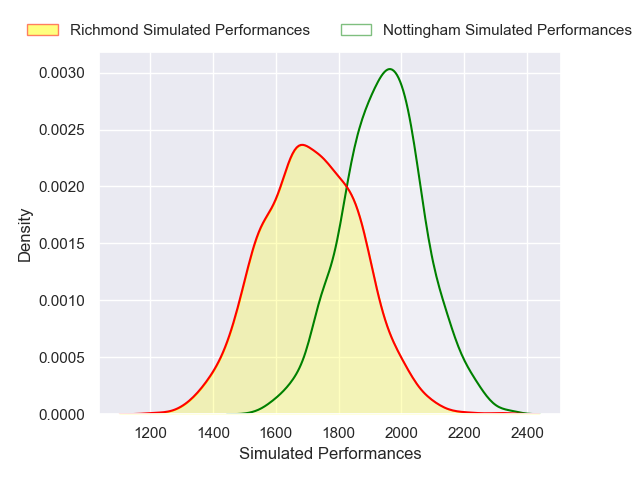 Richmond Simulated Performances Nottingham Simulated Performances
0.0030
0.0025
0.0020
0.0015
0.0010
0.0005
0.0000
Density
1200 1400 1600 1800 2000 2200 2400
Simulated Performances